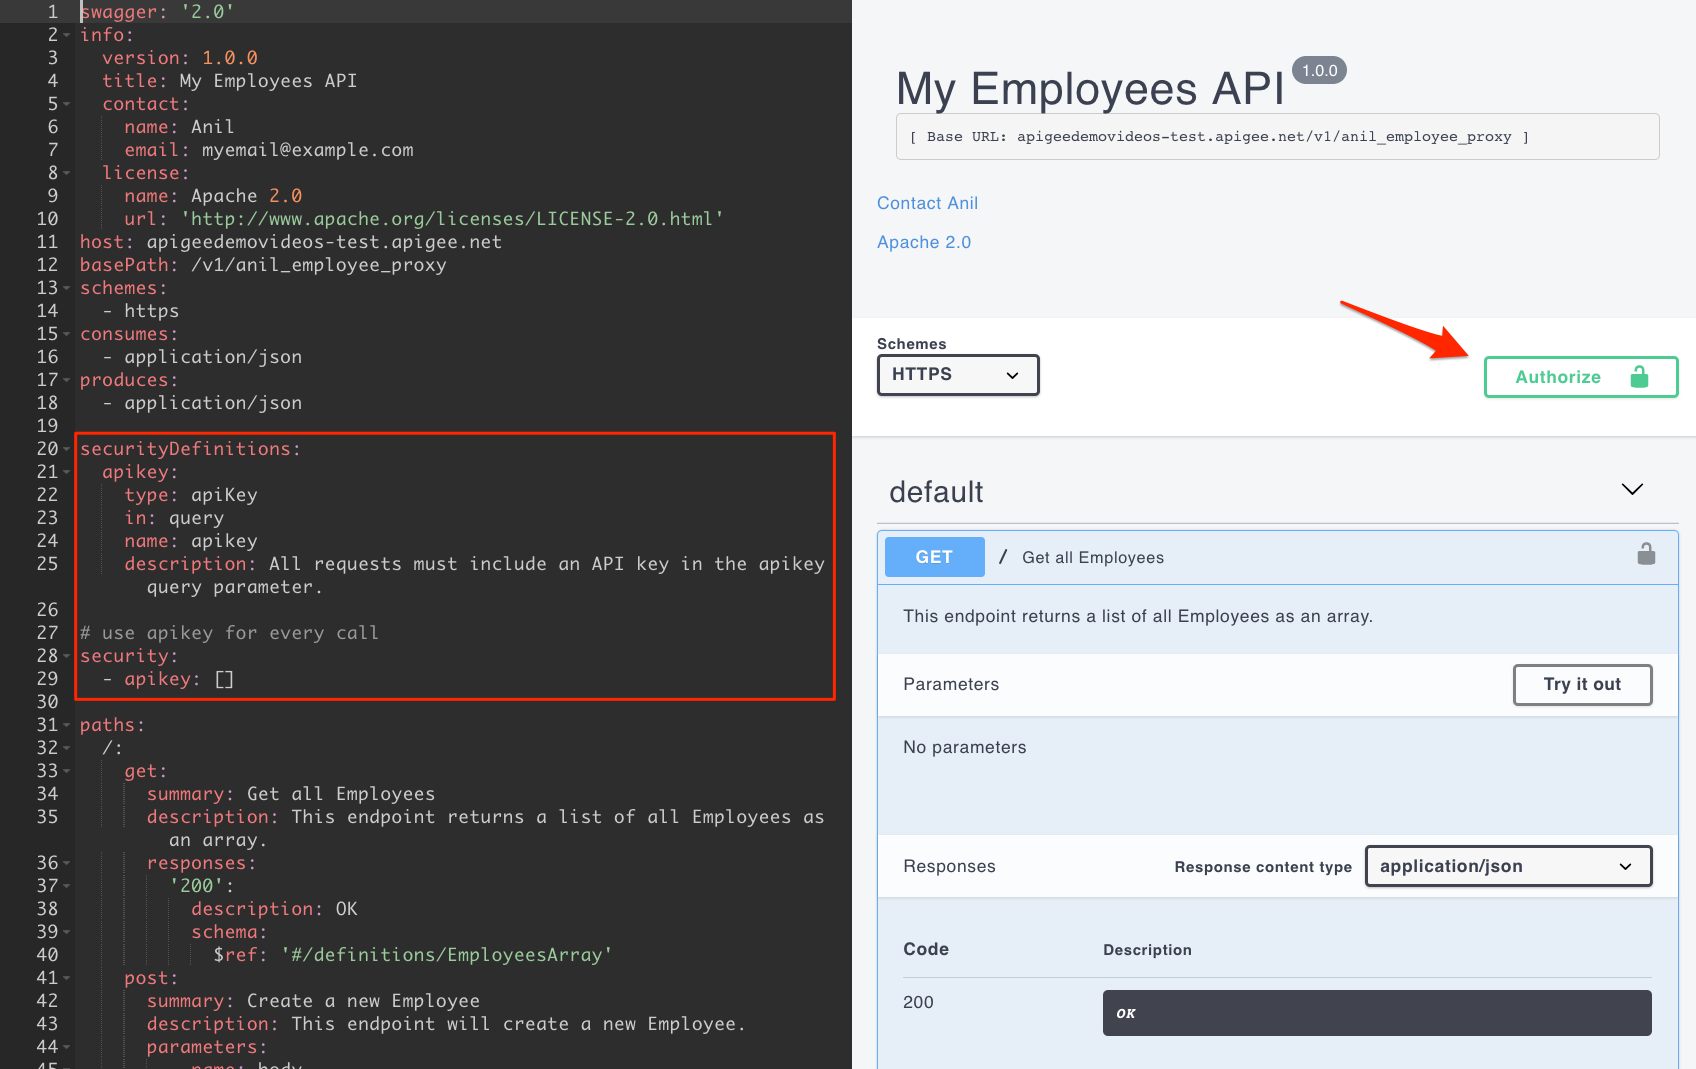 1 swagger: '2.0'
2 info:
3 version: 1.0.0
4 title: My Employees API
5 contact:
6 name: Anil
7 email: myemail@example.com
8 license:
9 name: Apache 2.0
10 url: 'http://www.apache.org/licenses/LICENSE-2.0.html'
11 host: apigeedemovideos-test.apigee.net
12 basePath: /v1/anil_employee_proxy
13 schemes:
14 - https
15 consumes:
16 - application/json
17 produces:
18 - application/json
19
20 securityDefinitions:
21 apikey:
22 type: apiKey
23 in: query
24 name: apikey
25 description: All requests must include an API key in the apikey
query parameter.
26
27 # use apikey for every call
28 security:
29 - apikey: []
30
31 paths:
32 /:
33 get:
34 summary: Get all Employees
35 description: This endpoint returns a list of all Employees as
an array.
36 responses:
37 '200':
38 description: OK
39 schema:
40 $ref: '#/definitions/EmployeesArray'
41 post:
42 summary: Create a new Employee
43 description: This endpoint will create a new Employee.
44 parameters:
45 - name: body
My Employees API 1.0.0
[ Base URL: apigeedemovideos-test.apigee.net/v1/anil_employee_proxy ]
Contact Anil
Apache 2.0
Schemes
HTTPS
Authorize
default
GET / Get all Employees
This endpoint returns a list of all Employees as an array.
Parameters
Try it out
No parameters
Responses
Response content type
application/json
Code Description
200
OK